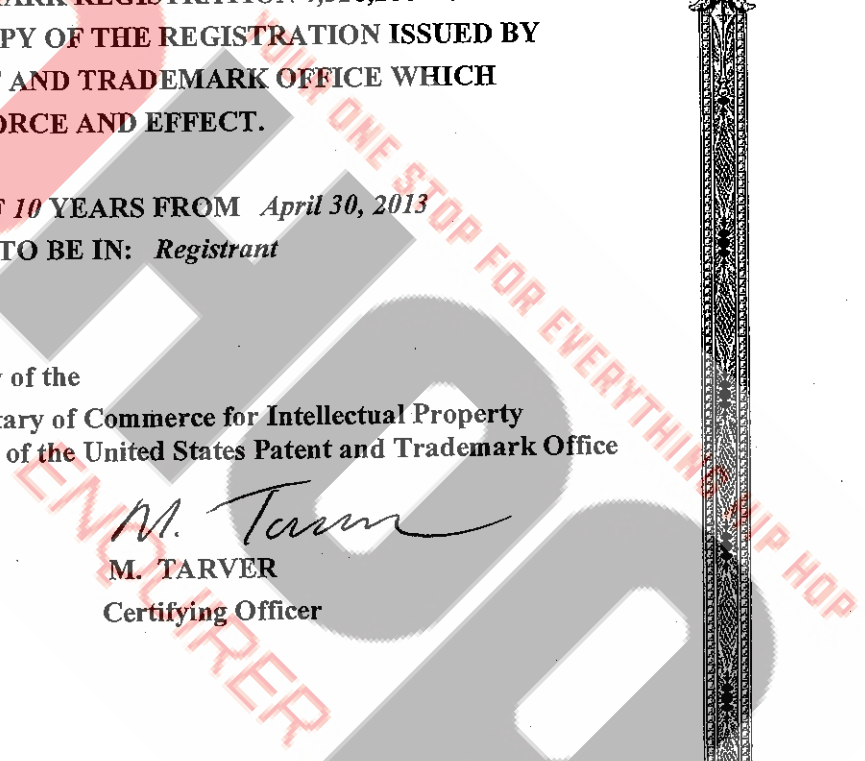 PY OF THE REGISTRATION ISSUED BY
AND TRADEMARK OFFICE WHICH
ORCE AND EFFECT.
10 YEARS FROM April 30, 2013
TO BE IN: Registrant
of the
tary of Commerce for Intellectual Property
of the United States Patent and Trademark Office
M. Tarver
M. TARVER
Certifying Officer
YOUR ONE STOP FOR EVERYTHING HIP HOP
HOP
ENQUIRER